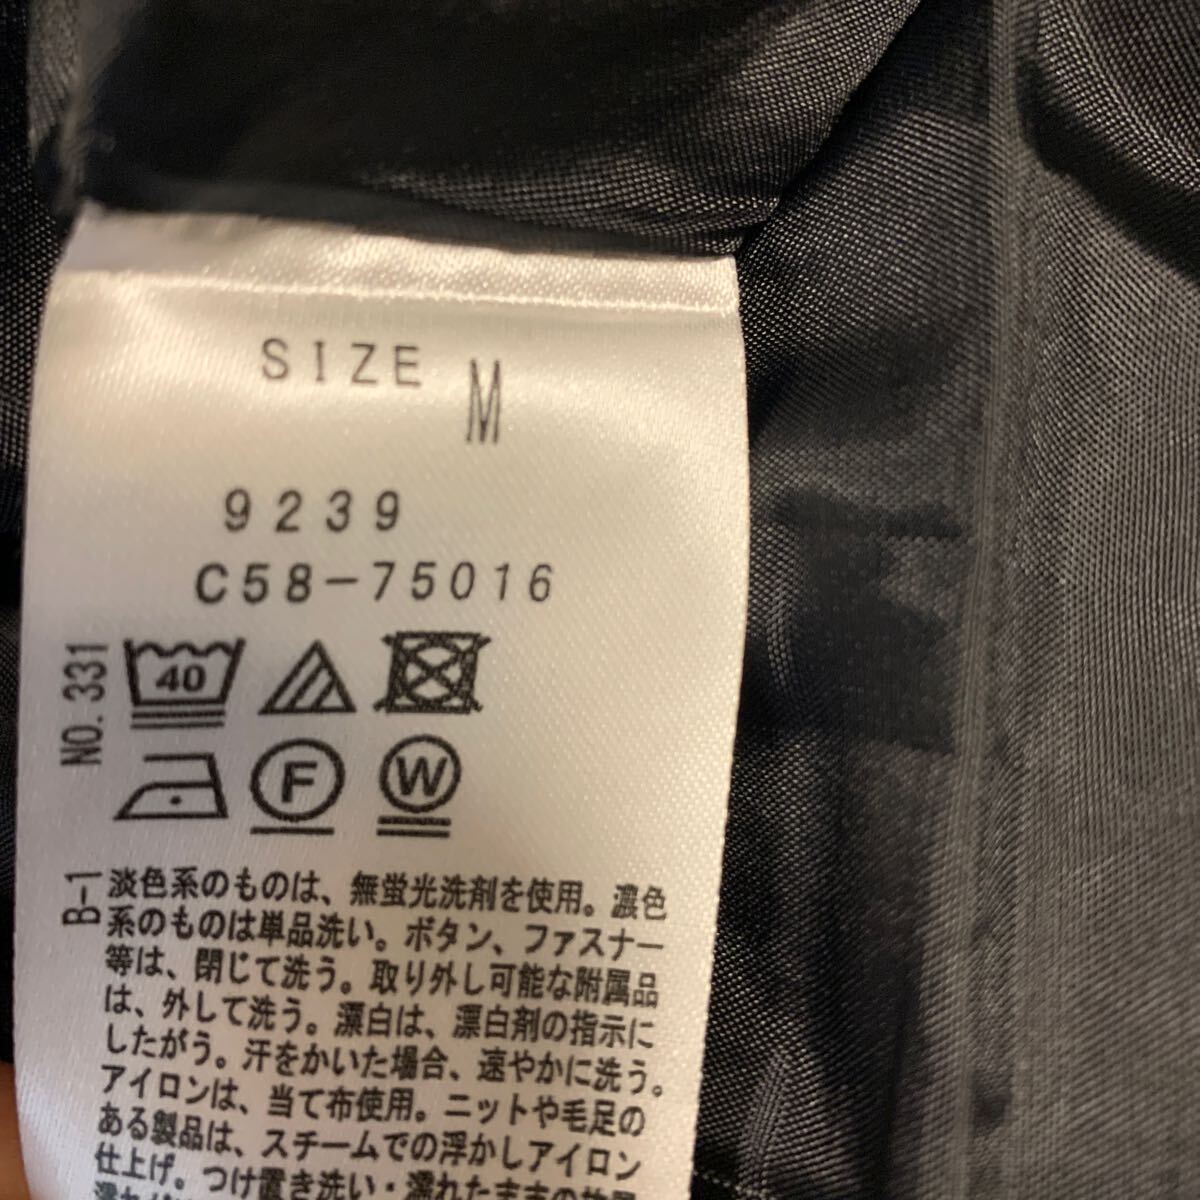 SIZE M
9239
C58-75016
NO.331
40
F W
B-1
淡色系のものは、無蛍光洗剤を使用。濃色
系のものは単品洗い。ボタン、ファスナー
等は、閉じて洗う。取り外し可能な附属品
は、外して洗う。漂白は、漂白剤の指示に
したがう。汗をかいた場合、速やかに洗う。
アイロンは、当て布使用。ニットや毛足の
ある製品は、スチームでの浮かしアイロン
仕上げ。つけ置き洗い・濡れたままの放置